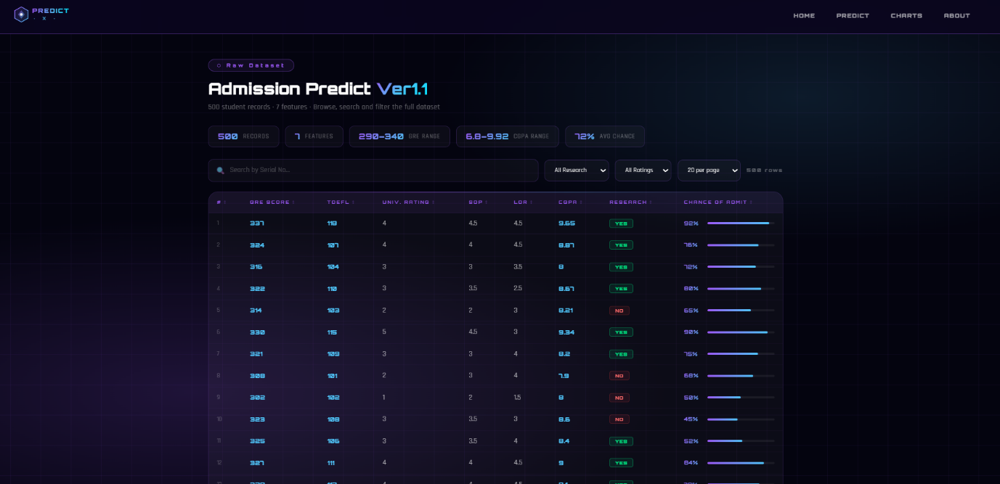 PREDICT
· X ·
HOME PREDICT CHARTS ABOUT
Raw Dataset
Admission Predict Ver1.1
500 student records · 7 features · Browse, search and filter the full dataset
500 RECORDS 7 FEATURES 290–340 GRE RANGE 6.8–9.92 CGPA RANGE 72% AVG CHANCE
Search by Serial No... All Research All Ratings 20 per page 500 rows
# GRE SCORE TOEFL UNIV. RATING SOP LOR CGPA RESEARCH CHANCE OF ADMIT
1 337 118 4 4.5 4.5 9.65 YES 92%
2 324 107 4 4 4.5 8.87 YES 76%
3 316 104 3 3 3.5 8 YES 72%
4 322 110 3 3.5 2.5 8.67 YES 80%
5 314 103 2 2 3 8.21 NO 65%
6 330 115 5 4.5 3 9.34 YES 90%
7 321 109 3 3 4 8.2 YES 75%
8 308 101 2 3 4 7.9 NO 68%
9 302 102 1 2 1.5 8 NO 50%
10 323 108 3 3.5 3 8.6 NO 45%
11 325 106 3 3.5 4 8.4 YES 52%
12 327 111 4 4 4.5 9 YES 84%